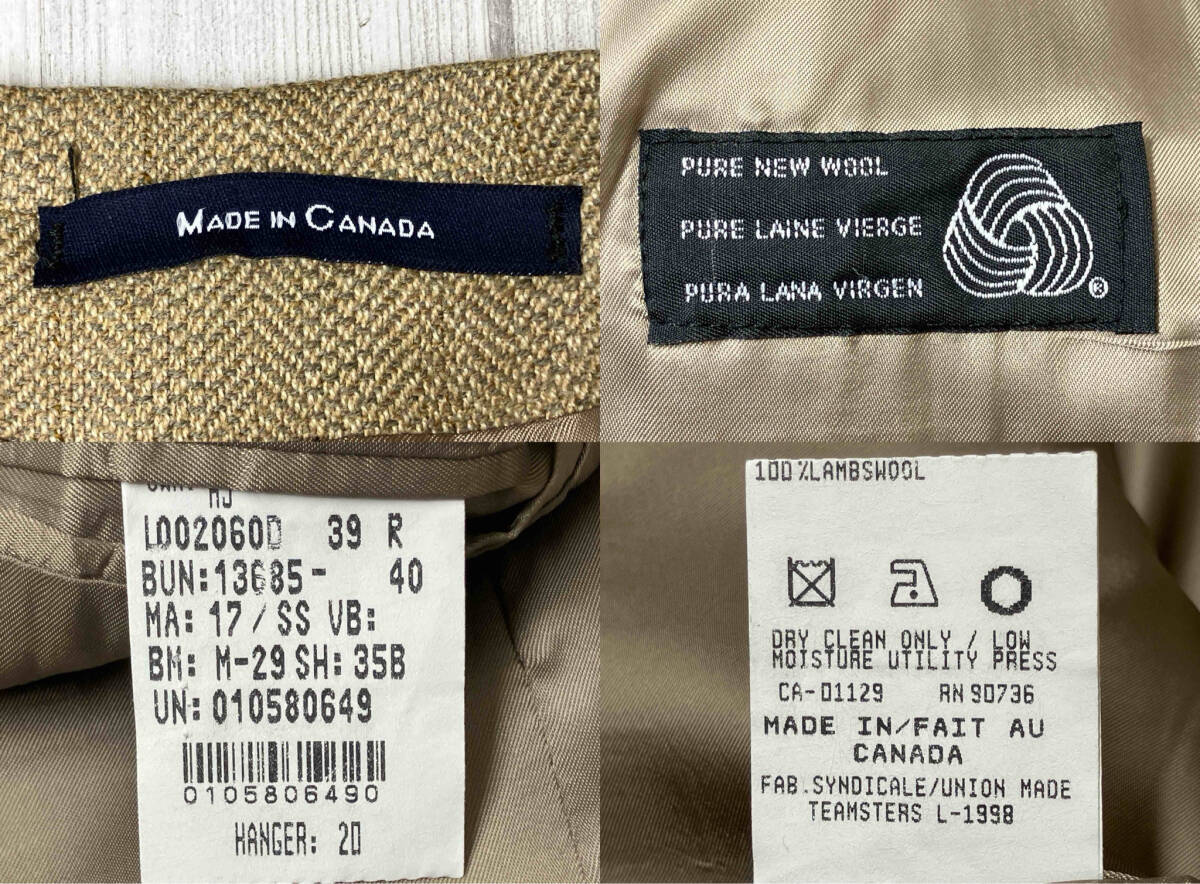 MADE IN CANADA
PURE NEW WOOL
PURE LAINE VIERGE
PURA LANA VIRGEN
®
L002060D 39 R
BUN:13685- 40
MA: 17/SS VB:
BM: M-29 SH: 35B
UN: 010580649
0105806490
HANGER: 20
100%LAMBSWOOL
DRY CLEAN ONLY / LOW
MOISTURE UTILITY PRESS
CA-01129 RN 90736
MADE IN/FAIT AU
CANADA
FAB.SYNDICALE/UNION MADE
TEAMSTERS L-1998